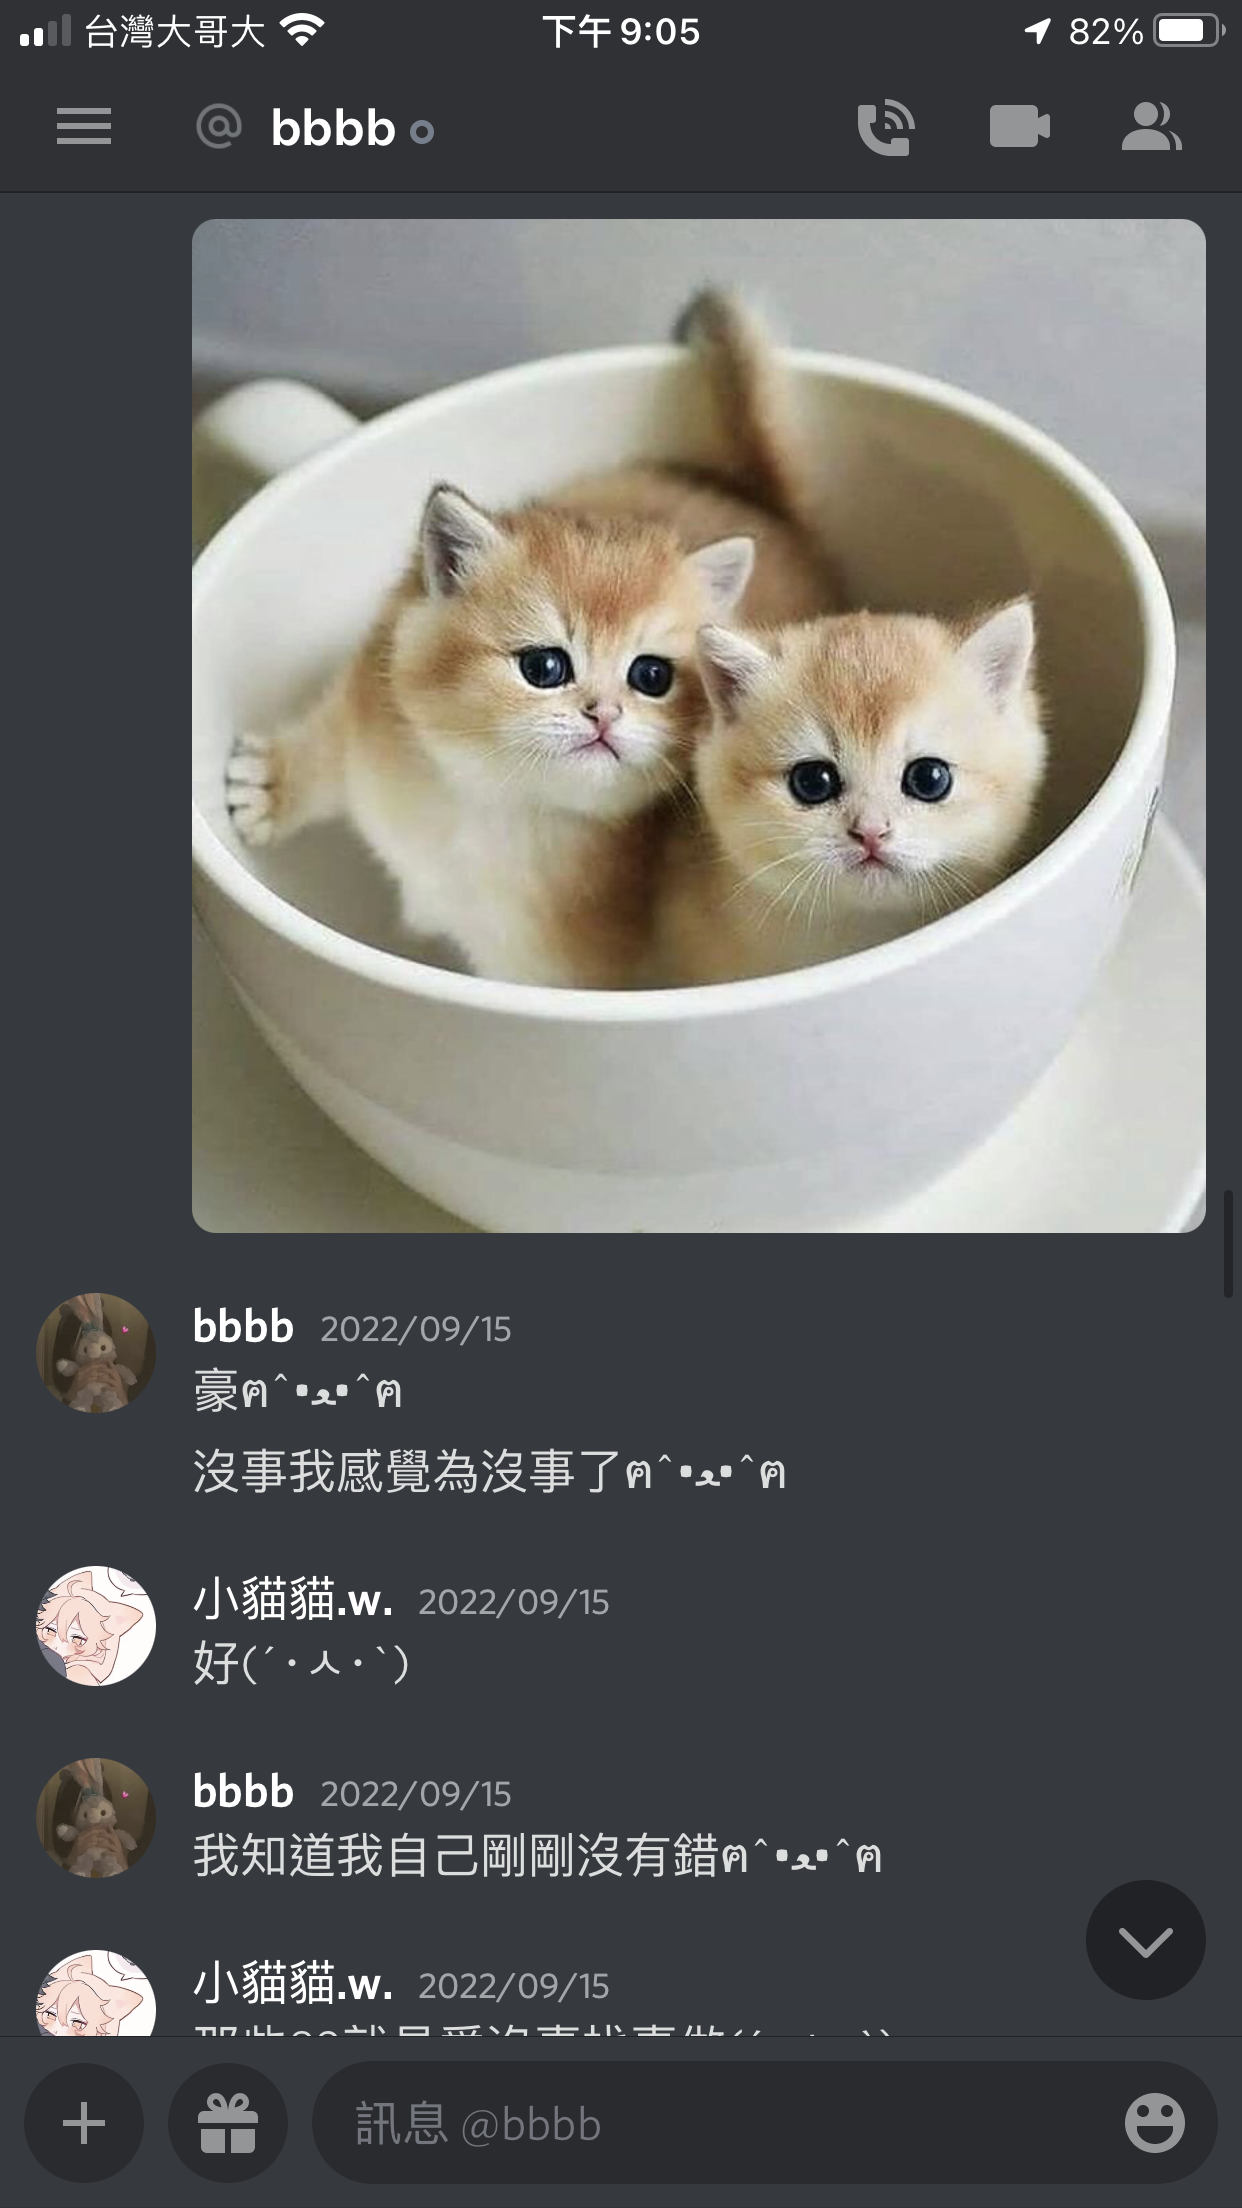 台灣大哥大 下午 9:05 82%
@ bbbb
bbbb 2022/09/15
豪ฅ^•ﻌ•^ฅ
沒事我感覺為沒事了ฅ^•ﻌ•^ฅ
小貓貓.w. 2022/09/15
好(´・ㅅ・`)
bbbb 2022/09/15
我知道我自己剛剛沒有錯ฅ^•ﻌ•^ฅ
小貓貓.w. 2022/09/15
訊息 @bbbb